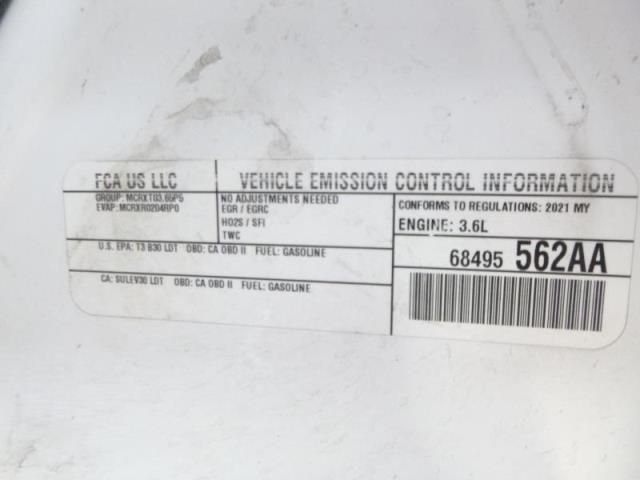 FCA US LLC
VEHICLE EMISSION CONTROL INFORMATION
GROUP: MCRXT03.65P5
EVAP: MCRXR0204RP0
NO ADJUSTMENTS NEEDED
EGR / EGRC
HO2S / SFI
TWC
CONFORMS TO REGULATIONS: 2021 MY
ENGINE: 3.6L
U.S. EPA: T3 B30 LDT OBD: CA OBD II FUEL: GASOLINE
CA: SULEV30 LDT OBD: CA OBD II FUEL: GASOLINE
68495 562AA